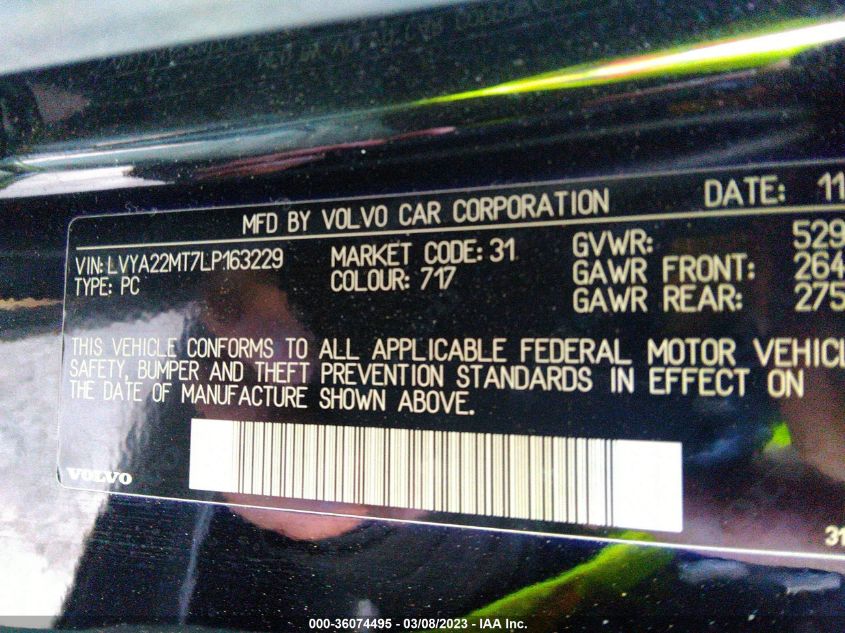 MFD BY VOLVO CAR CORPORATION DATE: 11
VIN: LVYA22MT7LP163229 MARKET CODE: 31 GVWR: 529
TYPE: PC COLOUR: 717 GAWR FRONT: 264
GAWR REAR: 275
THIS VEHICLE CONFORMS TO ALL APPLICABLE FEDERAL MOTOR VEHICL
SAFETY, BUMPER AND THEFT PREVENTION STANDARDS IN EFFECT ON
THE DATE OF MANUFACTURE SHOWN ABOVE.
VOLVO
31
000-36074495 - 03/08/2023 - IAA Inc.